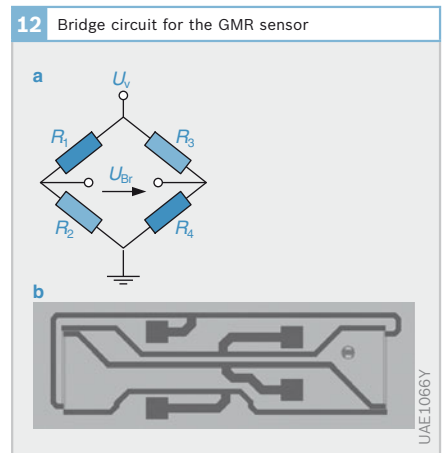 12 Bridge circuit for the GMR sensor
a
Uv
R1 R3
UBr
R2 R4
b
UAE1066Y